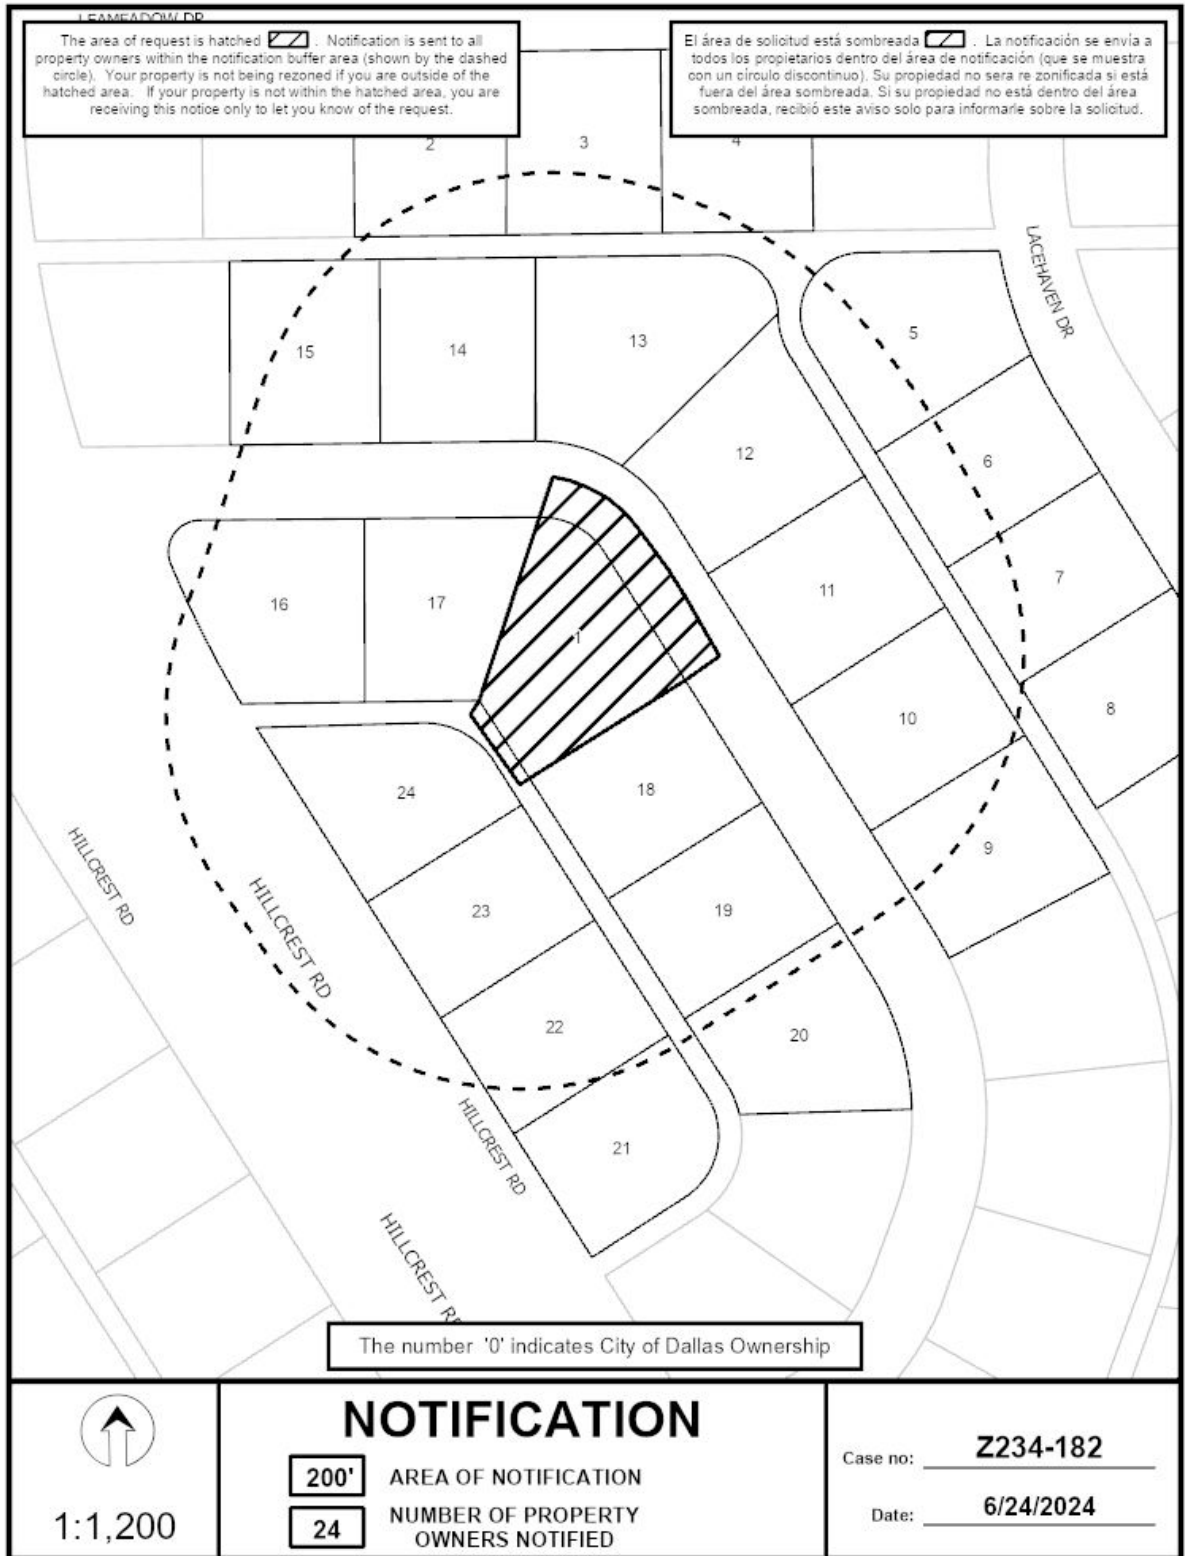 LEAMEADOW DR
The area of request is hatched . Notification is sent to all
property owners within the notification buffer area (shown by the dashed
circle). Your property is not being rezoned if you are outside of the
hatched area. If your property is not within the hatched area, you are
receiving this notice only to let you know of the request.
El área de solicitud está sombreada . La notificación se envía a
todos los propietarios dentro del área de notificación (que se muestra
con un círculo discontinuo). Su propiedad no sera re zonificada si está
fuera del área sombreada. Si su propiedad no está dentro del área
sombreada, recibió este aviso solo para informarle sobre la solicitud.
2
3
4
LACEHAVEN DR
5
13
15
14
12
6
7
11
16
17
1
8
10
18
24
9
HILLCREST RD
HILLCREST RD
23
19
22
20
HILLCREST RD
21
HILLCREST RD
The number '0' indicates City of Dallas Ownership
1:1,200
NOTIFICATION
200' AREA OF NOTIFICATION
24 NUMBER OF PROPERTY
OWNERS NOTIFIED
Case no: Z234-182
Date: 6/24/2024